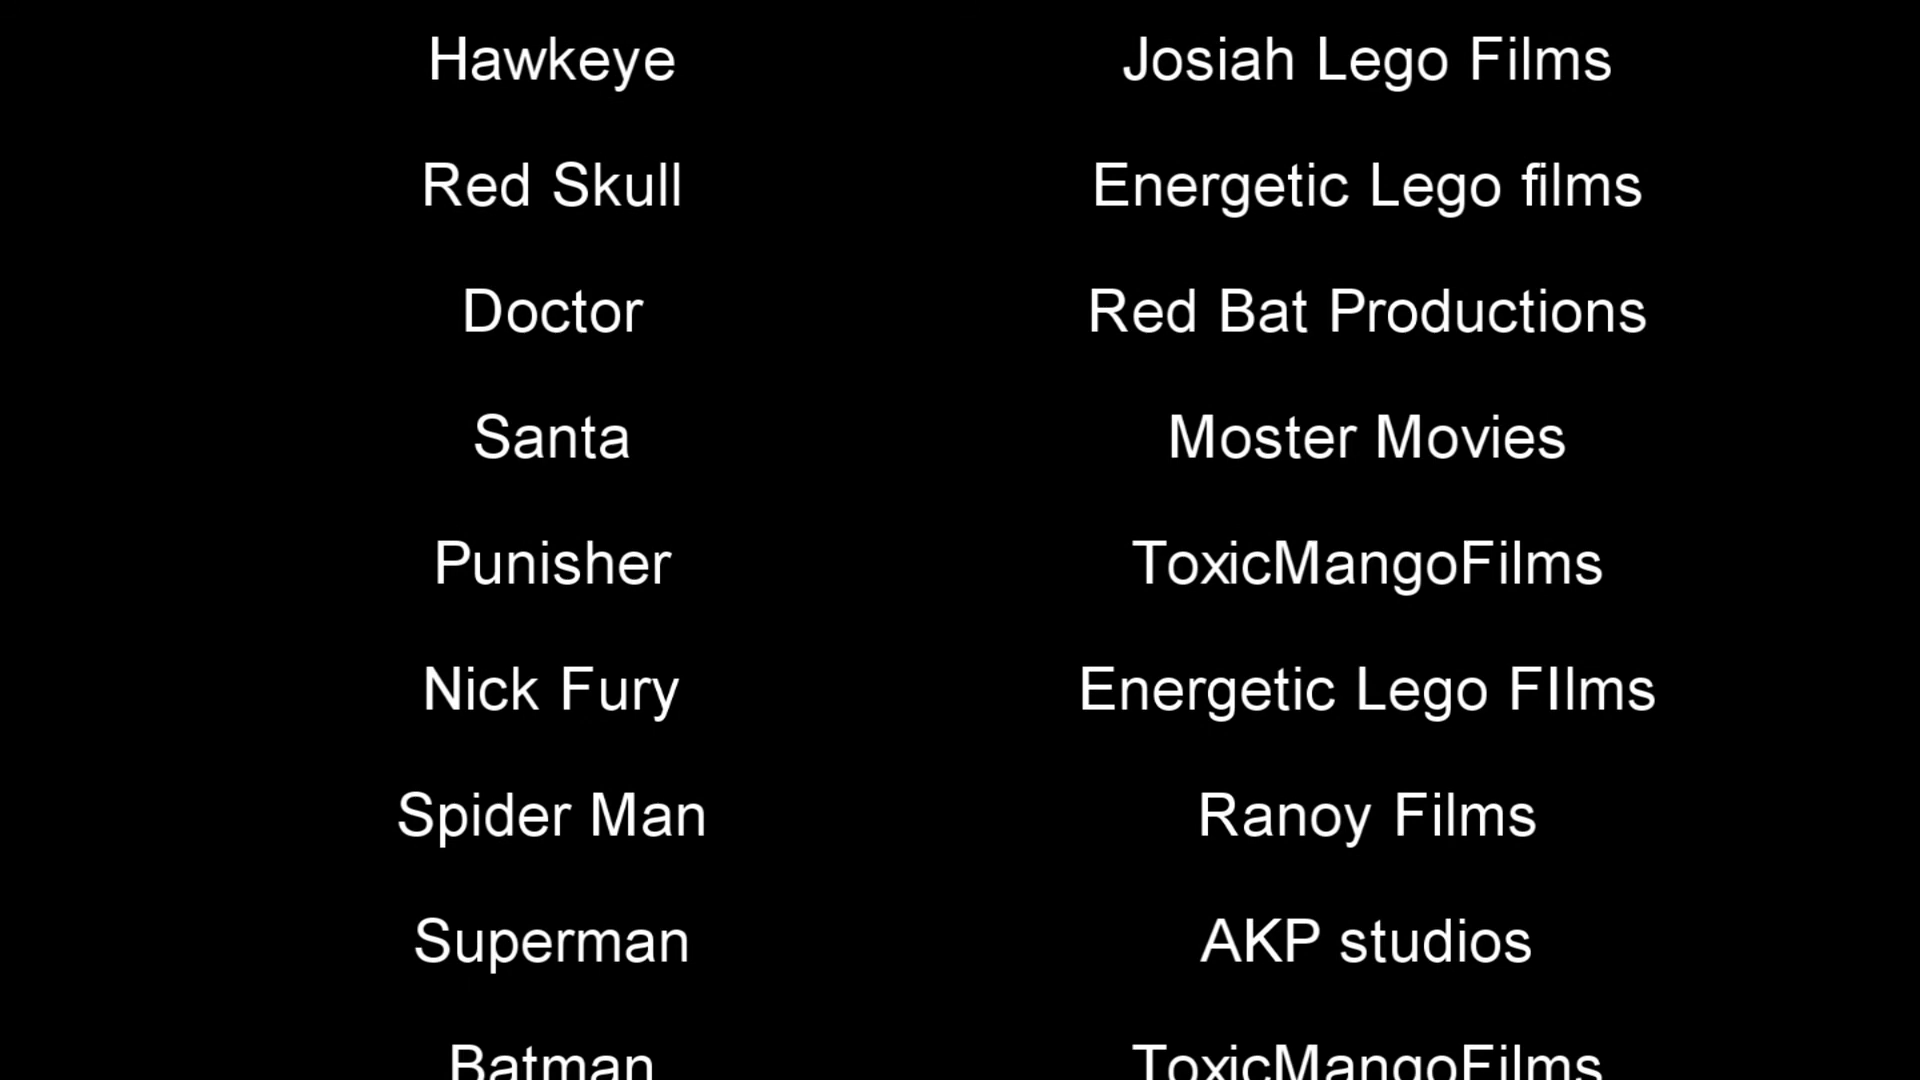 Hawkeye Josiah Lego Films
Red Skull Energetic Lego films
Doctor Red Bat Productions
Santa Moster Movies
Punisher ToxicMangoFilms
Nick Fury Energetic Lego FIlms
Spider Man Ranoy Films
Superman AKP studios
Batman ToxicMangoFilms